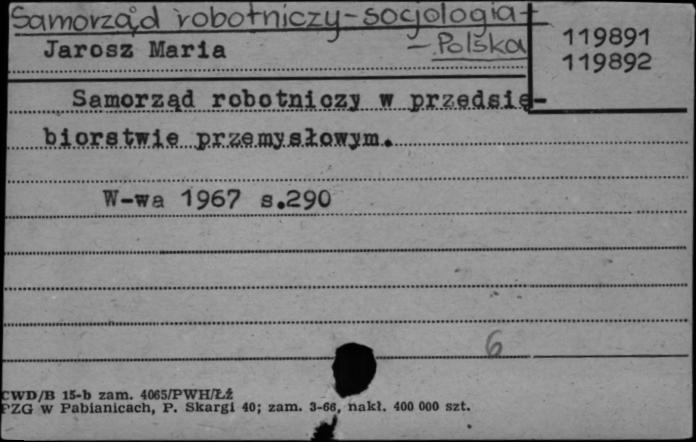 Samorząd robotniczy-socjologia-
Jarosz Maria
- Polska
119891
119892
Samorząd robotniczy w przedsię-
biorstwie przemysłowym.
W-wa 1967 s.290
6
CWD/B 15-b zam. 4065/PWH/ŁŻ
PZG w Pabianicach, P. Skargi 40; zam. 3-66, nakł. 400 000 szt.